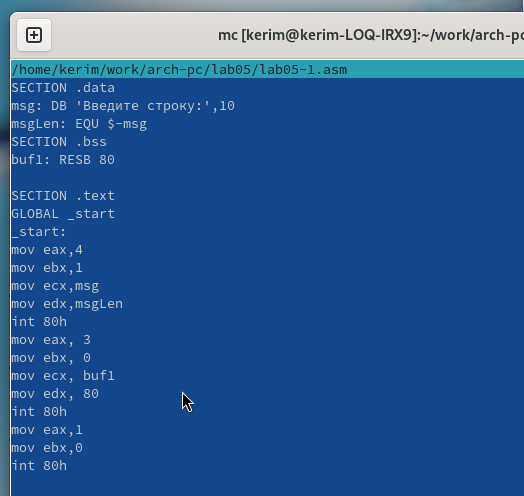 mc [kerim@kerim-LOQ-IRX9]:~/work/arch-pc
/home/kerim/work/arch-pc/lab05/lab05-1.asm
SECTION .data
msg: DB 'Введите строку:',10
msgLen: EQU $-msg
SECTION .bss
buf1: RESB 80
SECTION .text
GLOBAL _start
_start:
mov eax,4
mov ebx,1
mov ecx,msg
mov edx,msgLen
int 80h
mov eax, 3
mov ebx, 0
mov ecx, buf1
mov edx, 80
int 80h
mov eax,1
mov ebx,0
int 80h